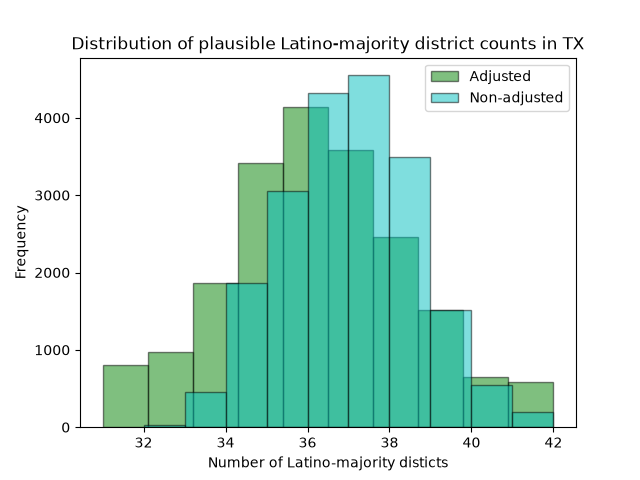 Distribution of plausible Latino-majority district counts in TX
Adjusted
Non-adjusted
Frequency
4000
3000
2000
1000
0
32 34 36 38 40 42
Number of Latino-majority disticts